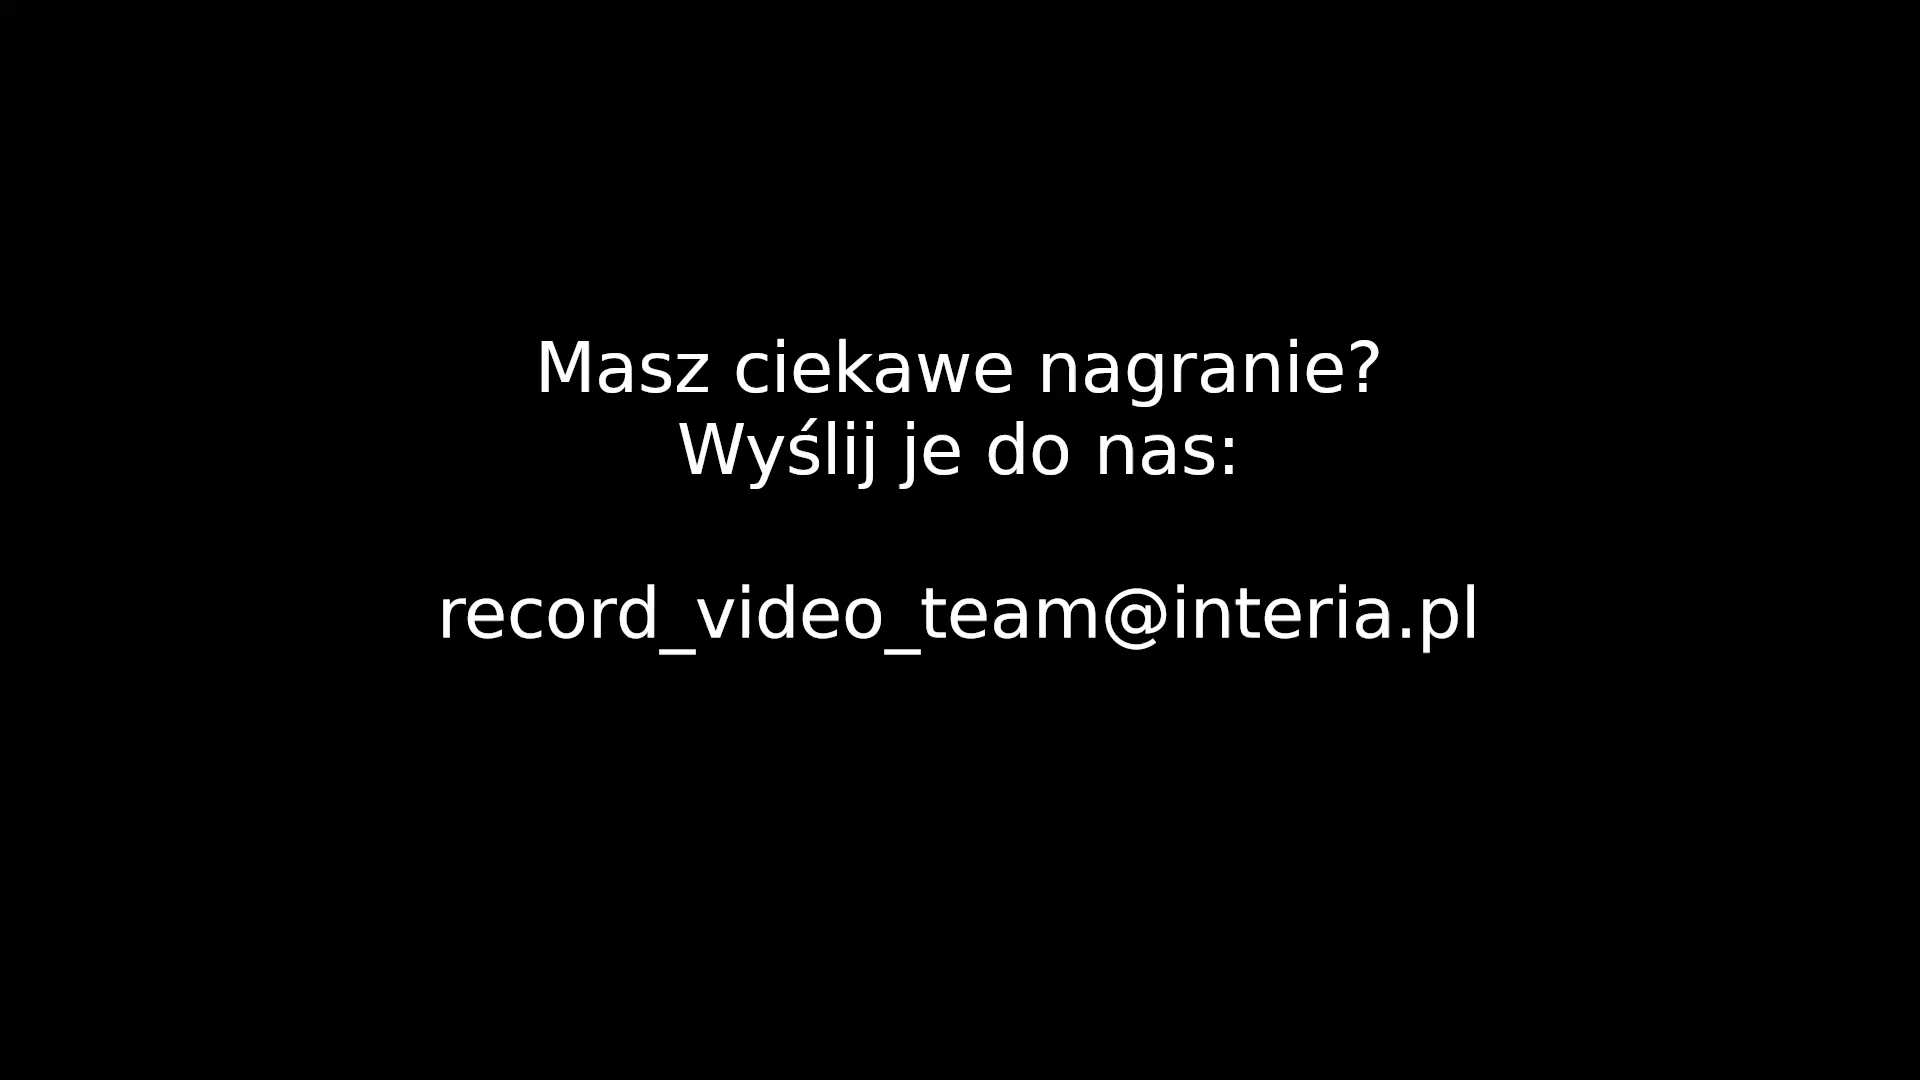 Masz ciekawe nagranie?
Wyślij je do nas:
record_video_team@interia.pl